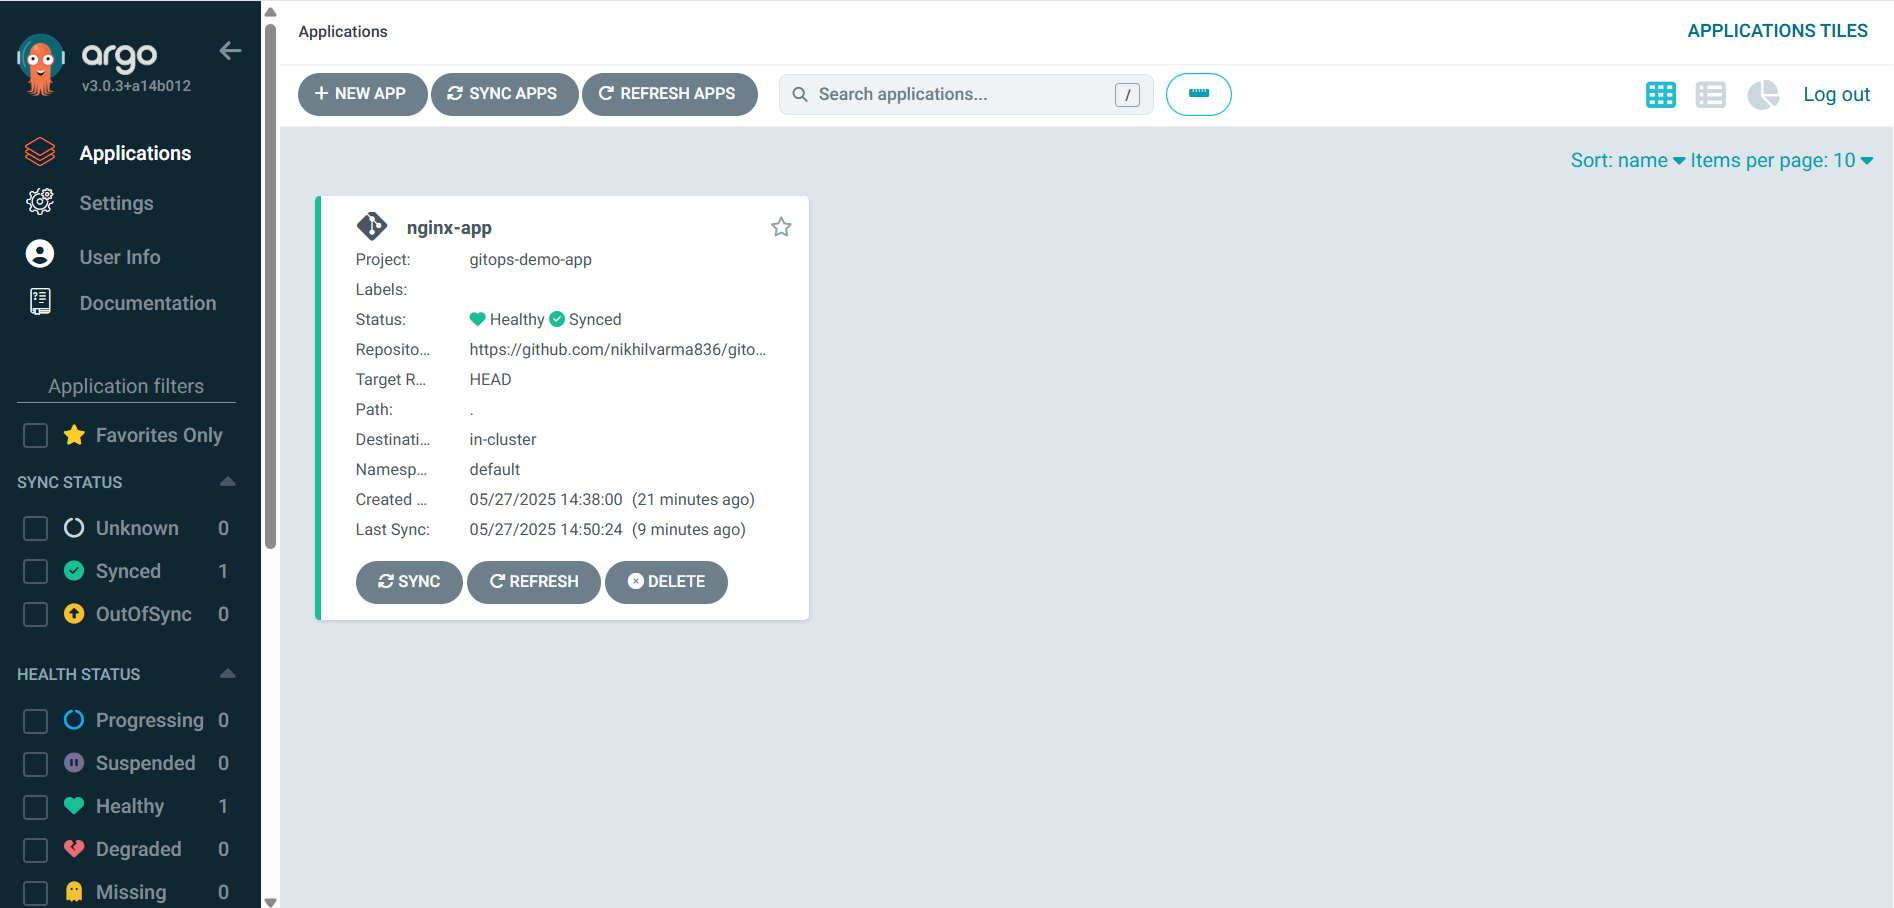 argo
v3.0.3+a14b012
Applications
Settings
User Info
Documentation
Application filters
Favorites Only
SYNC STATUS
Unknown 0
Synced 1
OutOfSync 0
HEALTH STATUS
Progressing 0
Suspended 0
Healthy 1
Degraded 0
Missing 0
Applications
APPLICATIONS TILES
NEW APP SYNC APPS REFRESH APPS Search applications... / Log out
Sort: name Items per page: 10
nginx-app
Project: gitops-demo-app
Labels:
Status: Healthy Synced
Reposito... https://github.com/nikhilvarma836/gito...
Target R... HEAD
Path: .
Destinati... in-cluster
Namesp... default
Created ... 05/27/2025 14:38:00 (21 minutes ago)
Last Sync: 05/27/2025 14:50:24 (9 minutes ago)
SYNC REFRESH DELETE